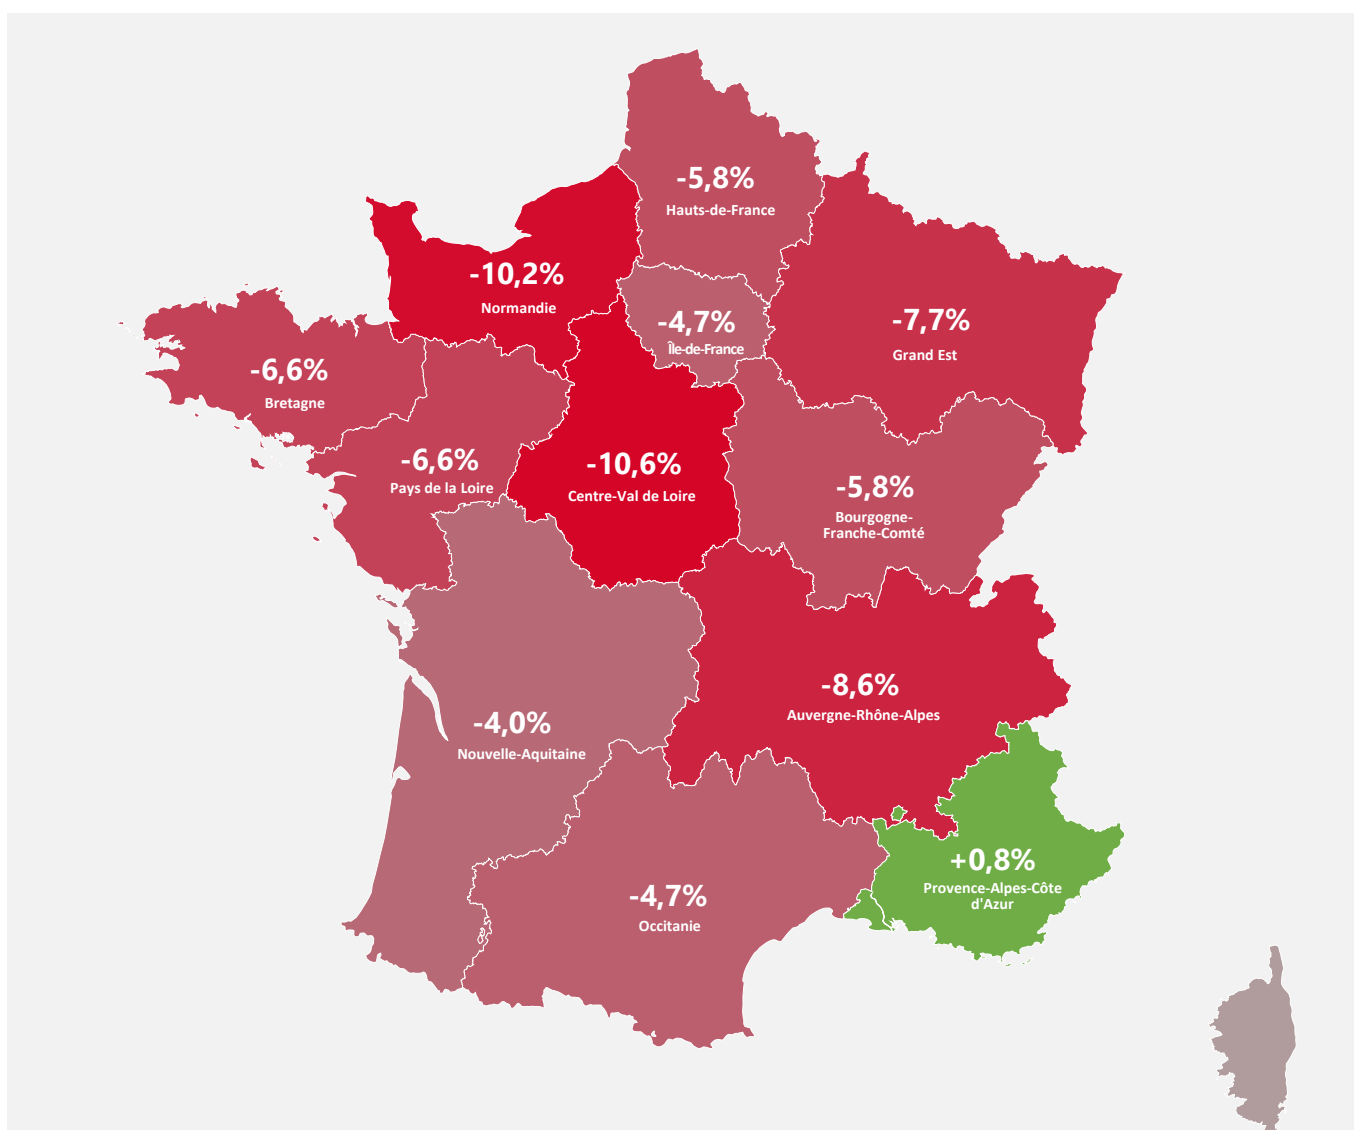 -5,8%
Hauts-de-France
-10,2%
Normandie
-4,7%
Île-de-France
-7,7%
Grand Est
-6,6%
Bretagne
-6,6%
Pays de la Loire
-10,6%
Centre-Val de Loire
-5,8%
Bourgogne-
Franche-Comté
-8,6%
Auvergne-Rhône-Alpes
-4,0%
Nouvelle-Aquitaine
+0,8%
Provence-Alpes-Côte
d'Azur
-4,7%
Occitanie